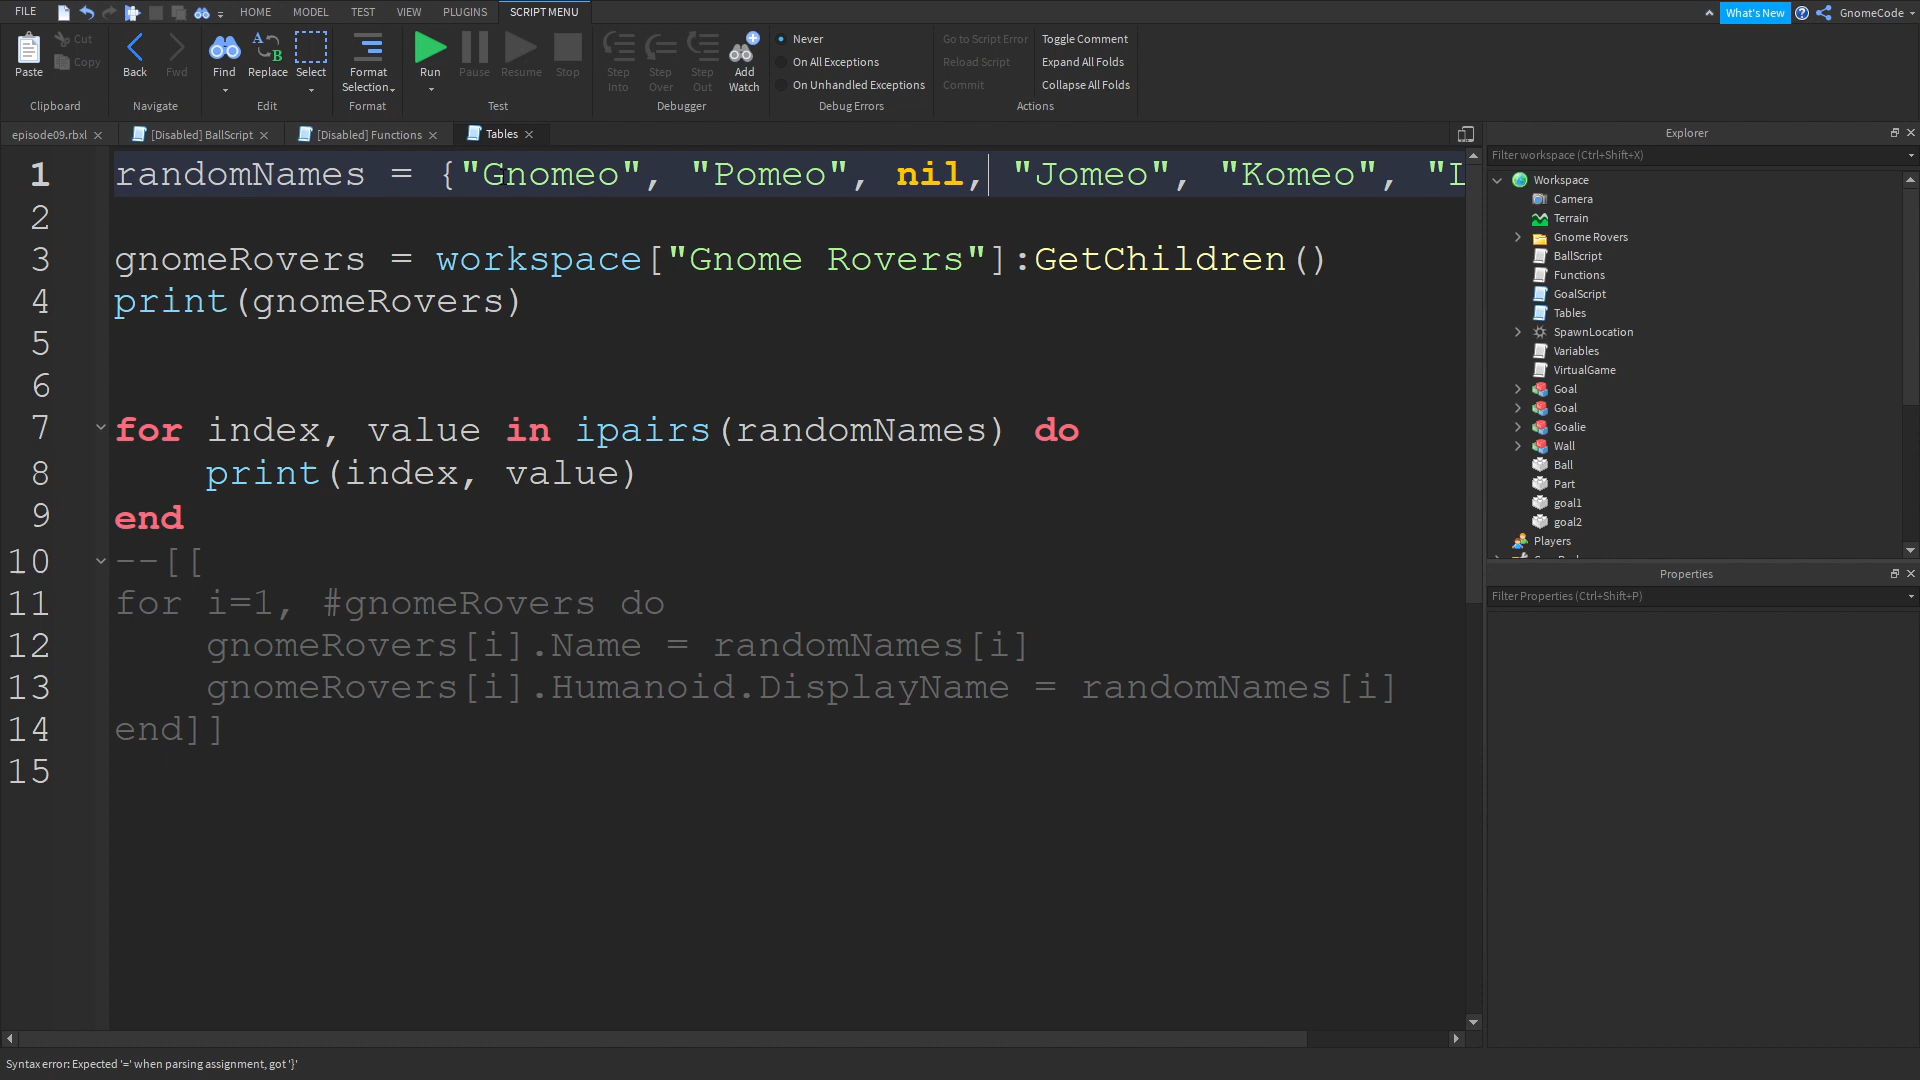 FILE HOME MODEL TEST VIEW PLUGINS SCRIPT MENU What's New GnomeCode
Paste Cut Copy Clipboard
Back Fwd Navigate
Find Replace Select Edit
Format Selection Format
Run Pause Resume Stop Test
Step Into Step Over Step Out Add Watch Debugger
Never
On All Exceptions
On Unhandled Exceptions
Debug Errors
Go to Script Error Toggle Comment
Reload Script Expand All Folds
Commit Collapse All Folds
Actions
episode09.rbxl [Disabled] BallScript [Disabled] Functions Tables
1 randomNames = {"Gnomeo", "Pomeo", nil, "Jomeo", "Komeo", "
2
3 gnomeRovers = workspace["Gnome Rovers"]:GetChildren()
4 print(gnomeRovers)
5
6
7 for index, value in ipairs(randomNames) do
8 print(index, value)
9 end
10 --[[
11 for i=1, #gnomeRovers do
12 gnomeRovers[i].Name = randomNames[i]
13 gnomeRovers[i].Humanoid.DisplayName = randomNames[i]
14 end]]
15
Explorer
Filter workspace (Ctrl+Shift+X)
Workspace
Camera
Terrain
Gnome Rovers
BallScript
Functions
GoalScript
Tables
SpawnLocation
Variables
VirtualGame
Goal
Goal
Goalie
Wall
Ball
Part
goal1
goal2
Players
Properties
Filter Properties (Ctrl+Shift+P)
Syntax error: Expected '=' when parsing assignment, got '}'